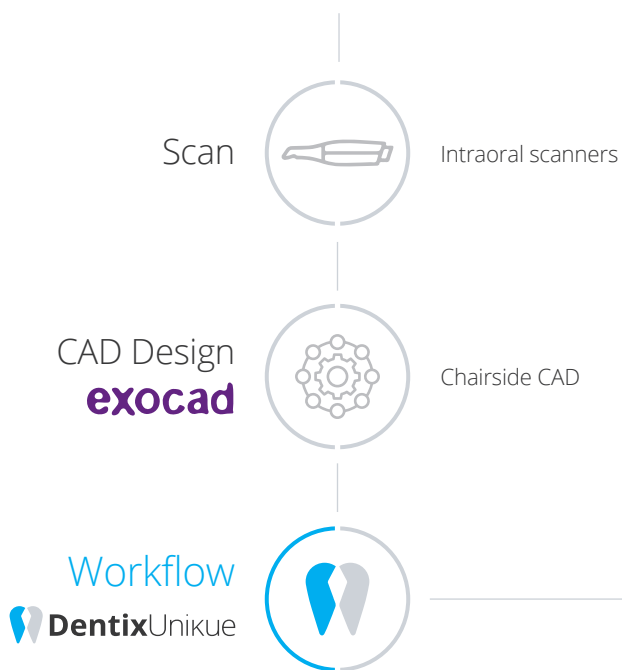 Scan
Intraoral scanners
CAD Design
exocad
Chairside CAD
Workflow
DentixUnikue